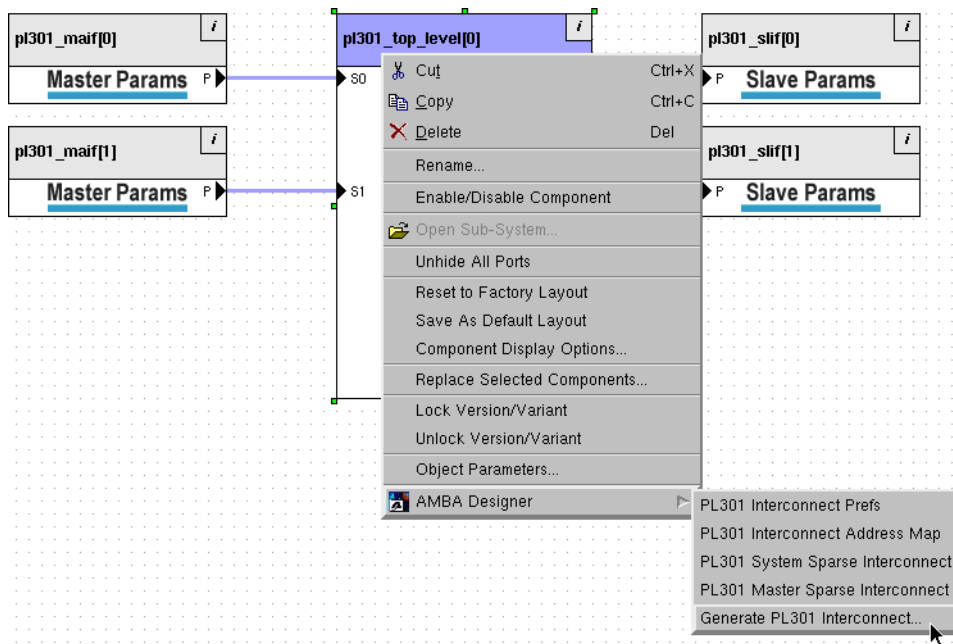 pl301_maif[0]
i
Master Params
P
pl301_maif[1]
i
Master Params
P
pl301_top_level[0]
i
S0
S1
pl301_slif[0]
i
P
Slave Params
pl301_slif[1]
i
P
Slave Params
Cut Ctrl+X
Copy Ctrl+C
Delete Del
Rename...
Enable/Disable Component
Open Sub-System...
Unhide All Ports
Reset to Factory Layout
Save As Default Layout
Component Display Options...
Replace Selected Components...
Lock Version/Variant
Unlock Version/Variant
Object Parameters...
AMBA Designer
PL301 Interconnect Prefs
PL301 Interconnect Address Map
PL301 System Sparse Interconnect
PL301 Master Sparse Interconnect
Generate PL301 Interconnect...